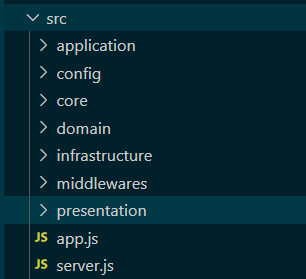 src
application
config
core
domain
infrastructure
middlewares
presentation
JS app.js
JS server.js